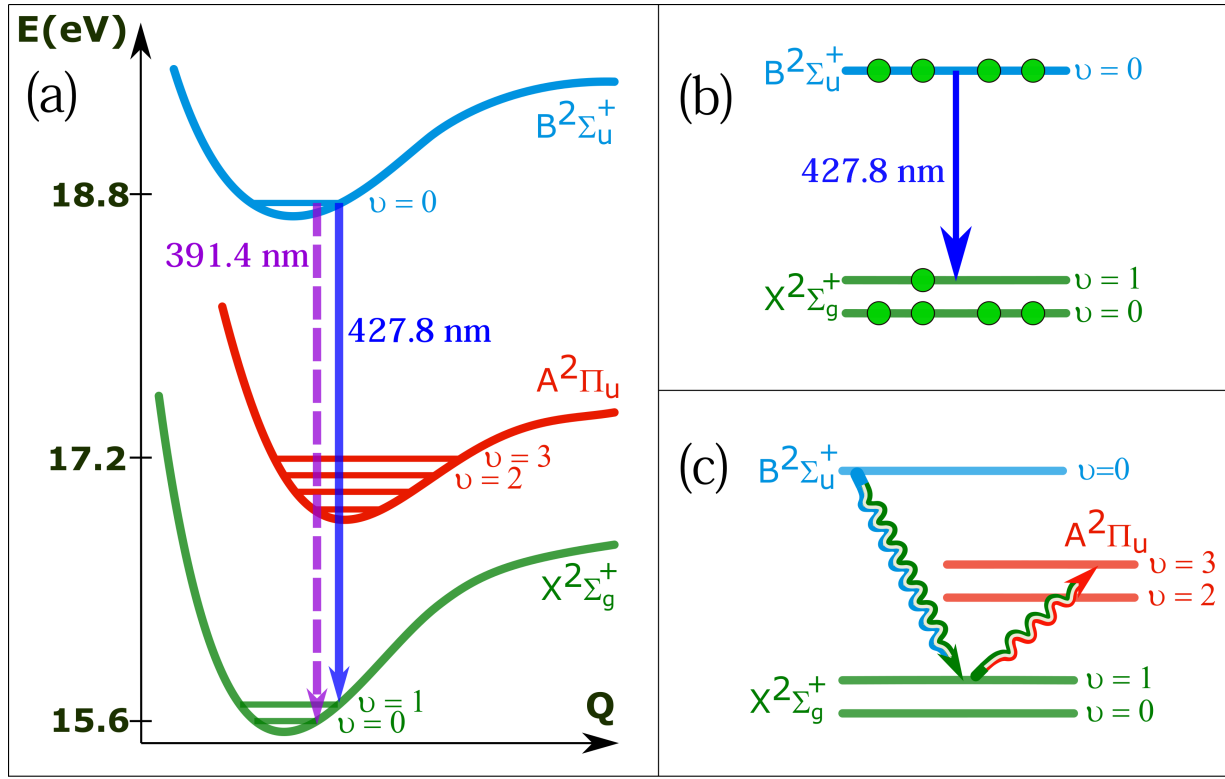 E(eV)
(a)
B²Σᵤ⁺
18.8
υ = 0
391.4 nm
427.8 nm
A²Πᵤ
17.2
υ = 3
υ = 2
X²Σg⁺
υ = 1
υ = 0
15.6
Q
(b)
B²Σᵤ⁺
υ = 0
427.8 nm
X²Σg⁺
υ = 1
υ = 0
(c)
B²Σᵤ⁺
υ=0
A²Πᵤ
υ = 3
υ = 2
X²Σg⁺
υ = 1
υ = 0